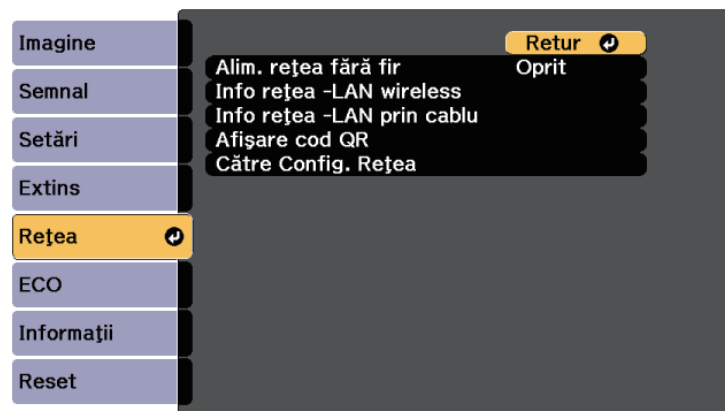 Imagine
Semnal
Setări
Extins
Reţea
ECO
Informaţii
Reset
Retur
Alim. reţea fără fir Oprit
Info reţea -LAN wireless
Info reţea -LAN prin cablu
Afişare cod QR
Către Config. Reţea